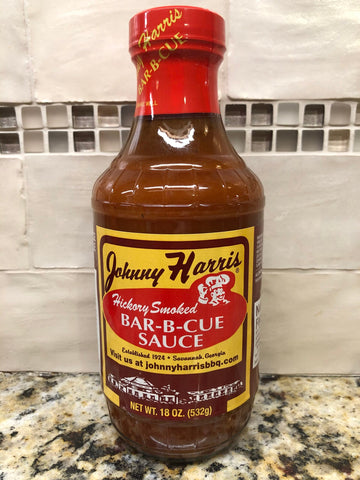 Johnny Harris
BAR-B-CUE
Johnny Harris®
Hickory Smoked
BAR-B-CUE
SAUCE
Established 1924 • Savannah, Georgia
Visit us at johnnyharrisbbq.com
NET WT. 18 OZ. (532g)